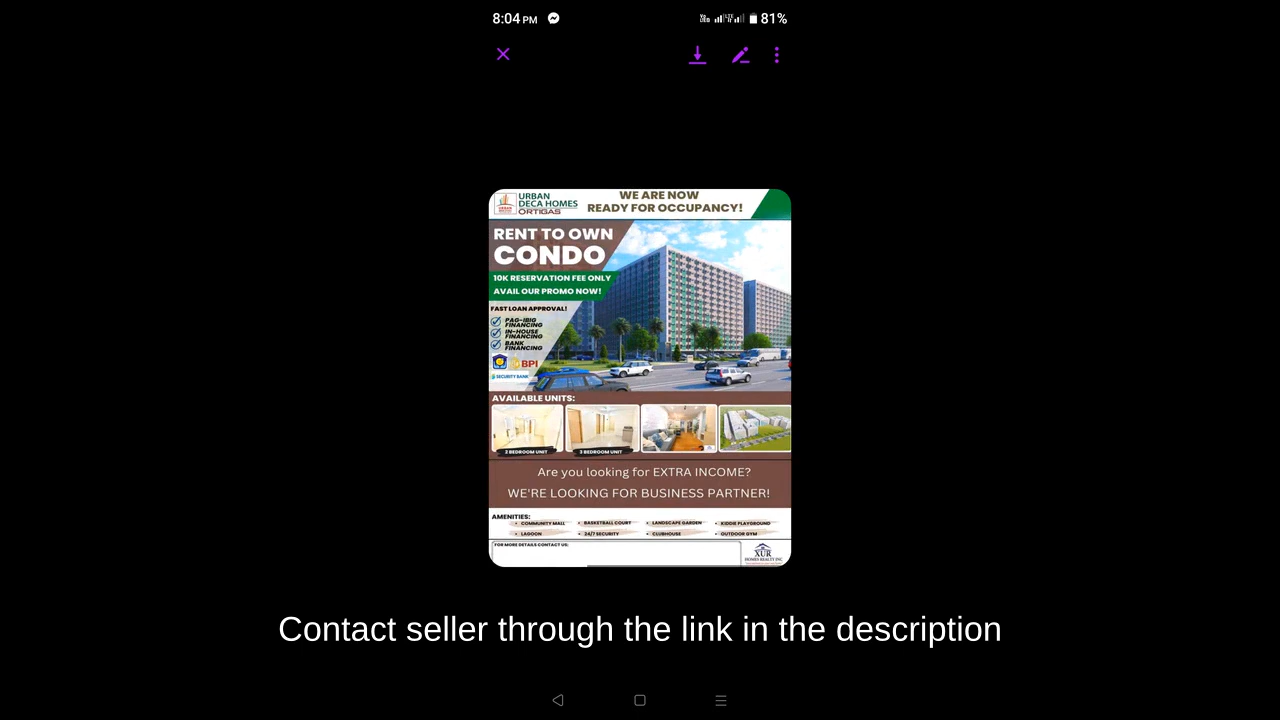 8:04 PM
81%
URBAN
DECA HOMES
ORTIGAS
WE ARE NOW
READY FOR OCCUPANCY!
RENT TO OWN
CONDO
10K RESERVATION FEE ONLY
AVAIL OUR PROMO NOW!
FAST LOAN APPROVAL!
PAG-IBIG
FINANCING
IN-HOUSE
FINANCING
BANK
FINANCING
BPI
SECURITY BANK
AVAILABLE UNITS:
3 BEDROOM UNIT
3 BEDROOM UNIT
Are you looking for EXTRA INCOME?
WE'RE LOOKING FOR BUSINESS PARTNER!
AMENITIES:
• COMMUNITY MALL • BASKETBALL COURT • LANDSCAPE GARDEN • KIDDIE PLAYGROUND
• LAGOON • 24/7 SECURITY • CLUBHOUSE • OUTDOOR GYM
FOR MORE DETAILS CONTACT US:
XUR
HOMES REALTY INC
Contact seller through the link in the description